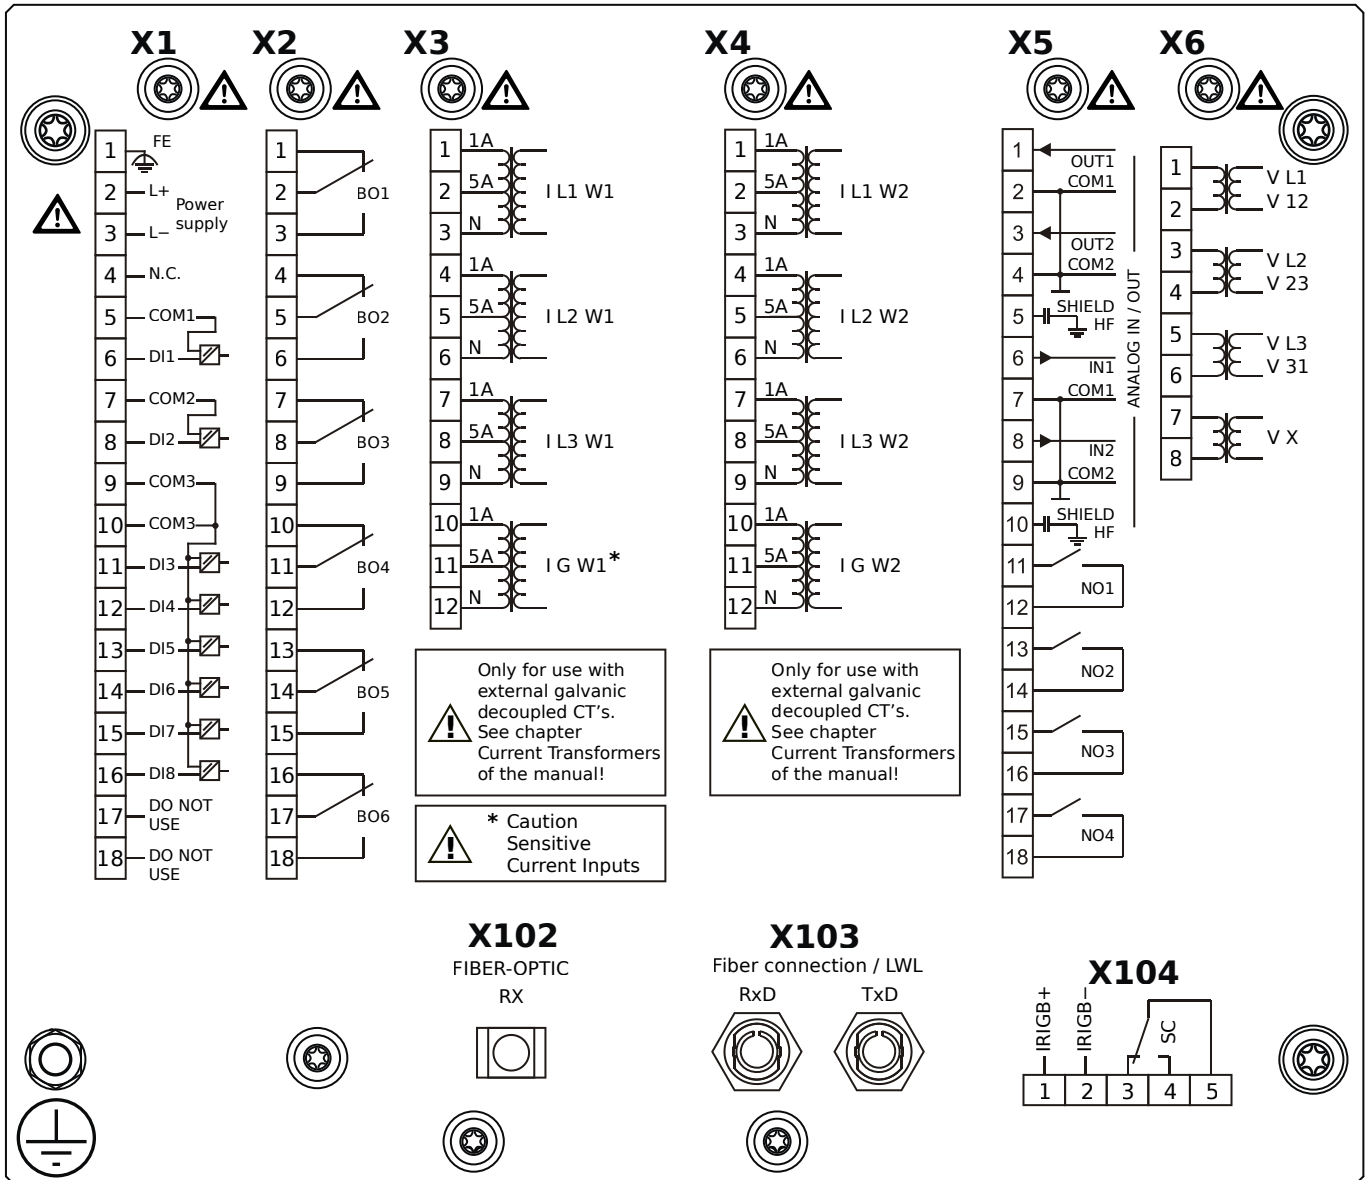 X1
X2
X3
X4
X5
X6
1 FE
2 L+
Power
supply
3 L−
4 N.C.
5 COM1
6 DI1
7 COM2
8 DI2
9 COM3
10 COM3
11 DI3
12 DI4
13 DI5
14 DI6
15 DI7
16 DI8
17 DO NOT
USE
18 DO NOT
USE
1
2 BO1
3
4
5 BO2
6
7
8 BO3
9
10
11 BO4
12
13
14 BO5
15
16
17 BO6
18
1 1A
2 5A I L1 W1
3 N
4 1A
5 5A I L2 W1
6 N
7 1A
8 5A I L3 W1
9 N
10 1A
11 5A I G W1*
12 N
Only for use with
external galvanic
decoupled CT's.
See chapter
Current Transformers
of the manual!
* Caution
Sensitive
Current Inputs
1 1A
2 5A I L1 W2
3 N
4 1A
5 5A I L2 W2
6 N
7 1A
8 5A I L3 W2
9 N
10 1A
11 5A I G W2
12 N
Only for use with
external galvanic
decoupled CT's.
See chapter
Current Transformers
of the manual!
1 OUT1
2 COM1
3 OUT2
4 COM2
5 SHIELD
HF
6 IN1
7 COM1
8 IN2
9 COM2
10 SHIELD
HF
ANALOG IN / OUT
11
NO1
12
13
NO2
14
15
NO3
16
17
NO4
18
1 V L1
2 V 12
3 V L2
4 V 23
5 V L3
6 V 31
7
V X
8
X102
FIBER-OPTIC
RX
X103
Fiber connection / LWL
RxD TxD
X104
IRIGB+
IRIGB−
SC
1 2 3 4 5